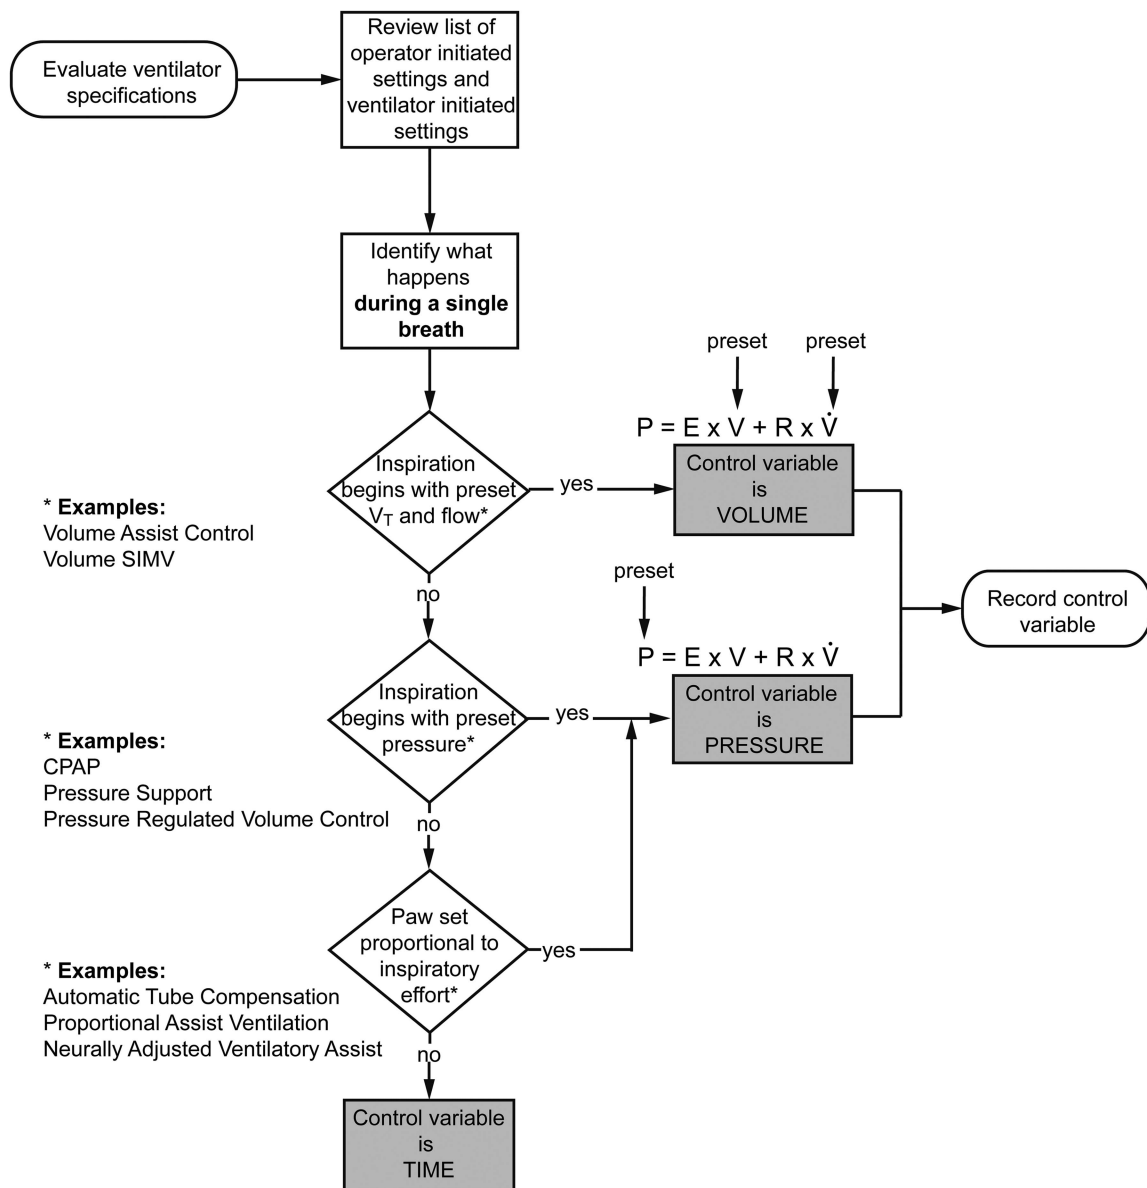 Evaluate ventilator
specifications
Review list of
operator initiated
settings and
ventilator initiated
settings
Identify what
happens
during a single
breath
preset
preset
P = E x V + R x V̇
Inspiration
begins with preset
V_T and flow*
yes
Control variable
is
VOLUME
* Examples:
Volume Assist Control
Volume SIMV
no
preset
Record control
variable
P = E x V + R x V̇
Inspiration
begins with preset
pressure*
yes
Control variable
is
PRESSURE
* Examples:
CPAP
Pressure Support
Pressure Regulated Volume Control
no
Paw set
proportional to
inspiratory
effort*
yes
* Examples:
Automatic Tube Compensation
Proportional Assist Ventilation
Neurally Adjusted Ventilatory Assist
no
Control variable
is
TIME